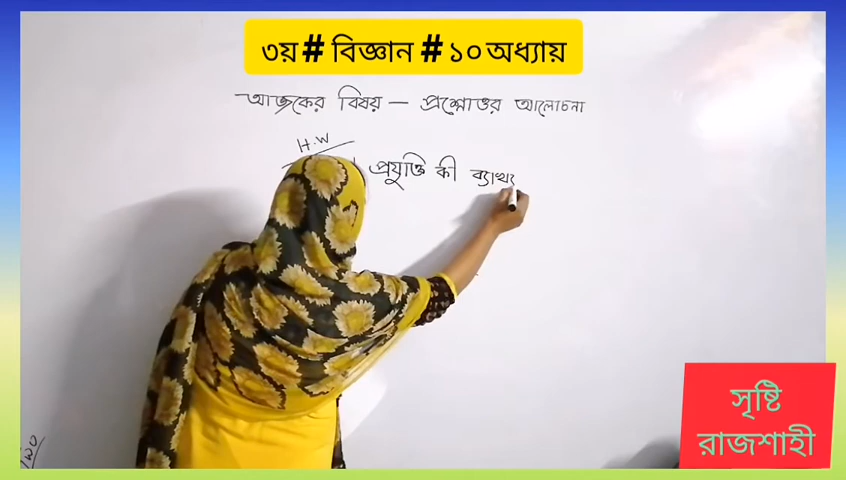 ৩য় # বিজ্ঞান # ১০ অধ্যায়
আজকের বিষয় — প্রশ্নোত্তর আলোচনা
H.W
প্রযুক্তি কী ব্যাখ্যা
সৃষ্টি
রাজশাহী